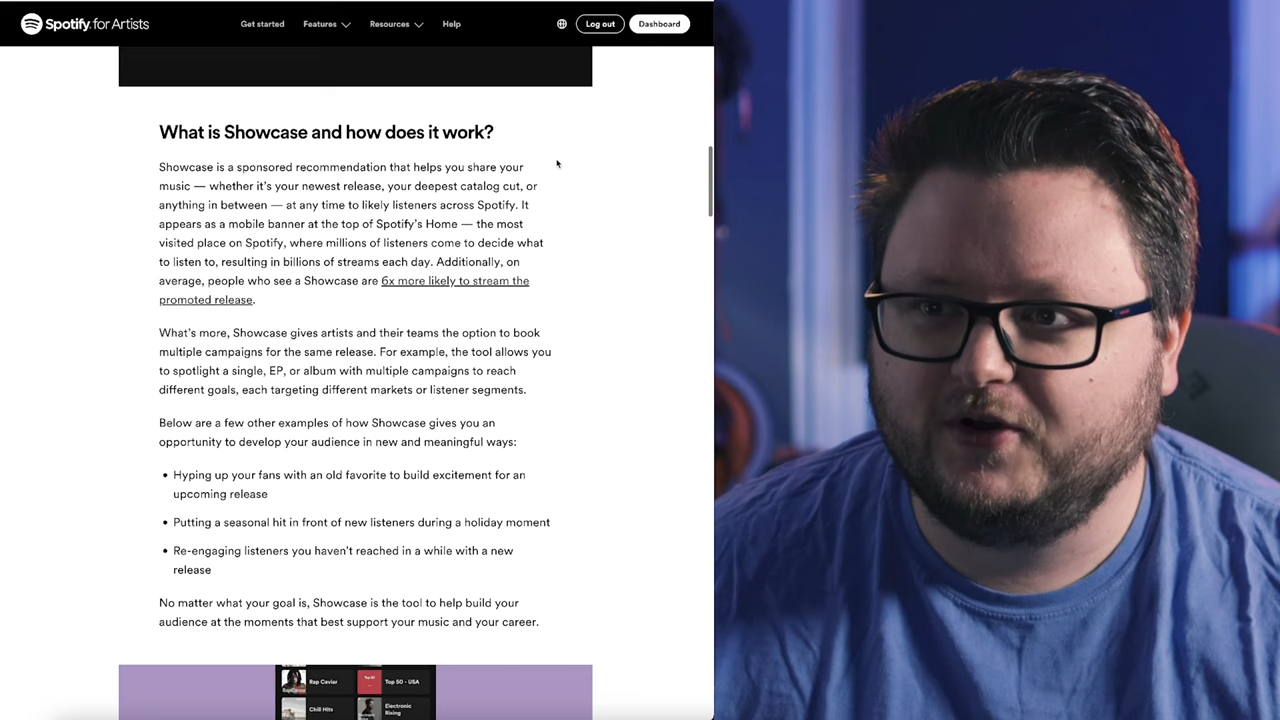 Spotify for Artists
Get started
Features
Resources
Help
Log out
Dashboard
What is Showcase and how does it work?
Showcase is a sponsored recommendation that helps you share your
music — whether it's your newest release, your deepest catalog cut, or
anything in between — at any time to likely listeners across Spotify. It
appears as a mobile banner at the top of Spotify's Home — the most
visited place on Spotify, where millions of listeners come to decide what
to listen to, resulting in billions of streams each day. Additionally, on
average, people who see a Showcase are 6x more likely to stream the
promoted release.
What's more, Showcase gives artists and their teams the option to book
multiple campaigns for the same release. For example, the tool allows you
to spotlight a single, EP, or album with multiple campaigns to reach
different goals, each targeting different markets or listener segments.
Below are a few other examples of how Showcase gives you an
opportunity to develop your audience in new and meaningful ways:
• Hyping up your fans with an old favorite to build excitement for an
upcoming release
• Putting a seasonal hit in front of new listeners during a holiday moment
• Re-engaging listeners you haven't reached in a while with a new
release
No matter what your goal is, Showcase is the tool to help build your
audience at the moments that best support your music and your career.
Rap Caviar
Top 50 - USA
Chill Hits
Electronic
Rising